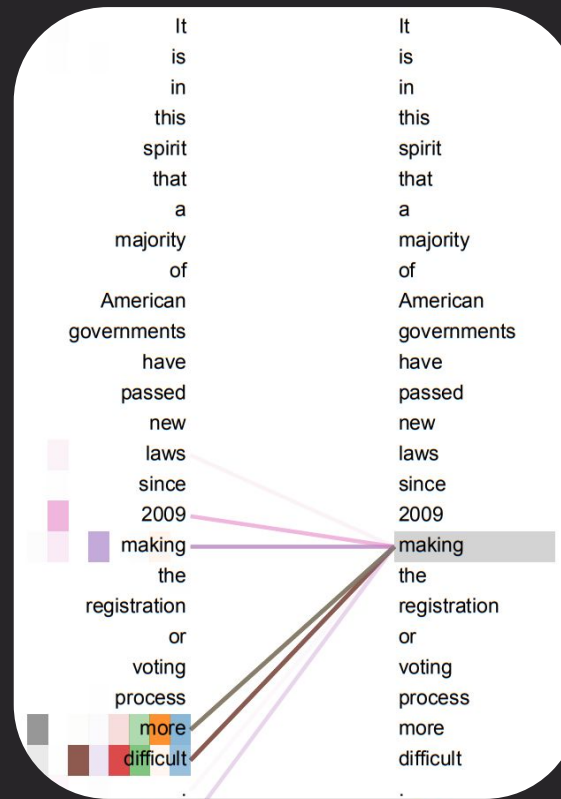 It It
is is
in in
this this
spirit spirit
that that
a a
majority majority
of of
American American
governments governments
have have
passed passed
new new
laws laws
since since
2009 2009
making making
the the
registration registration
or or
voting voting
process process
more more
difficult difficult
. .